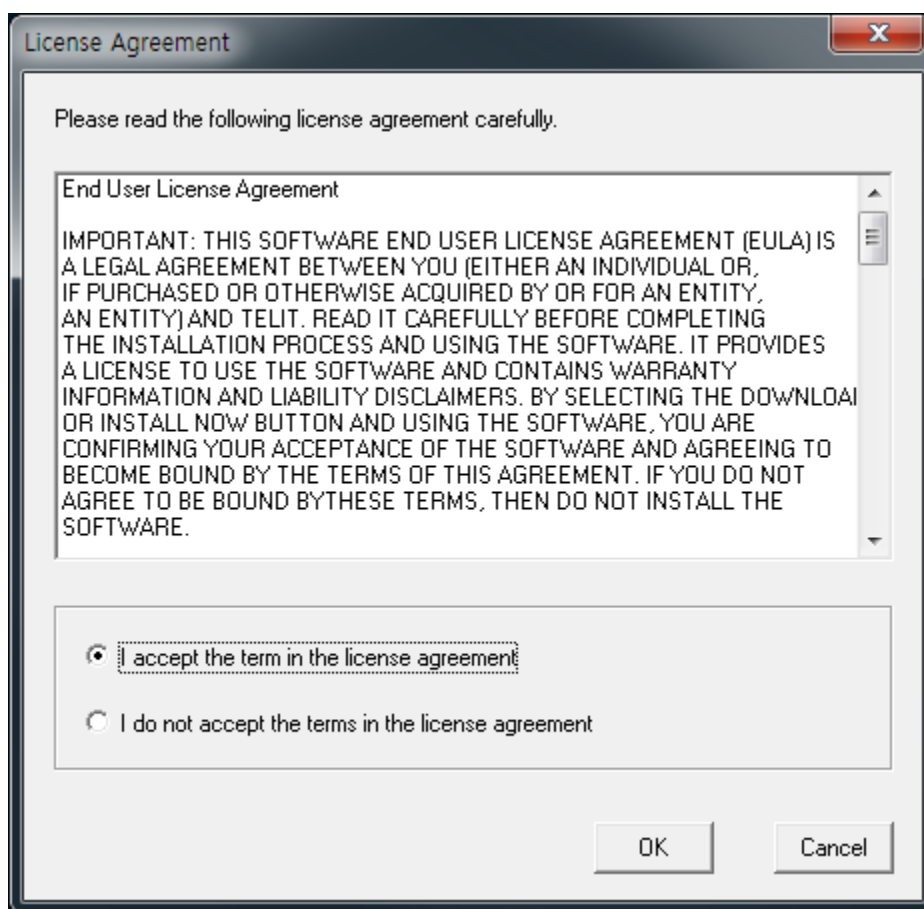 License Agreement
Please read the following license agreement carefully.
End User License Agreement
IMPORTANT: THIS SOFTWARE END USER LICENSE AGREEMENT (EULA) IS
A LEGAL AGREEMENT BETWEEN YOU (EITHER AN INDIVIDUAL OR,
IF PURCHASED OR OTHERWISE ACQUIRED BY OR FOR AN ENTITY,
AN ENTITY) AND TELIT. READ IT CAREFULLY BEFORE COMPLETING
THE INSTALLATION PROCESS AND USING THE SOFTWARE. IT PROVIDES
A LICENSE TO USE THE SOFTWARE AND CONTAINS WARRANTY
INFORMATION AND LIABILITY DISCLAIMERS. BY SELECTING THE DOWNLOA
OR INSTALL NOW BUTTON AND USING THE SOFTWARE, YOU ARE
CONFIRMING YOUR ACCEPTANCE OF THE SOFTWARE AND AGREEING TO
BECOME BOUND BY THE TERMS OF THIS AGREEMENT. IF YOU DO NOT
AGREE TO BE BOUND BYTHESE TERMS, THEN DO NOT INSTALL THE
SOFTWARE.
I accept the term in the license agreement
I do not accept the terms in the license agreement
OK
Cancel